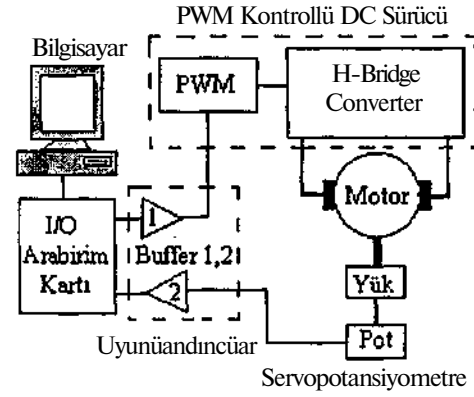 PWM Kontrollü DC Sürücü
Bilgisayar
PWM
H-Bridge
Converter
Motor
I/O
Arabirim
Kartı
1
Buffer 1,2
2
Yük
Pot
Uyunüandıncüar
Servopotansiyometre